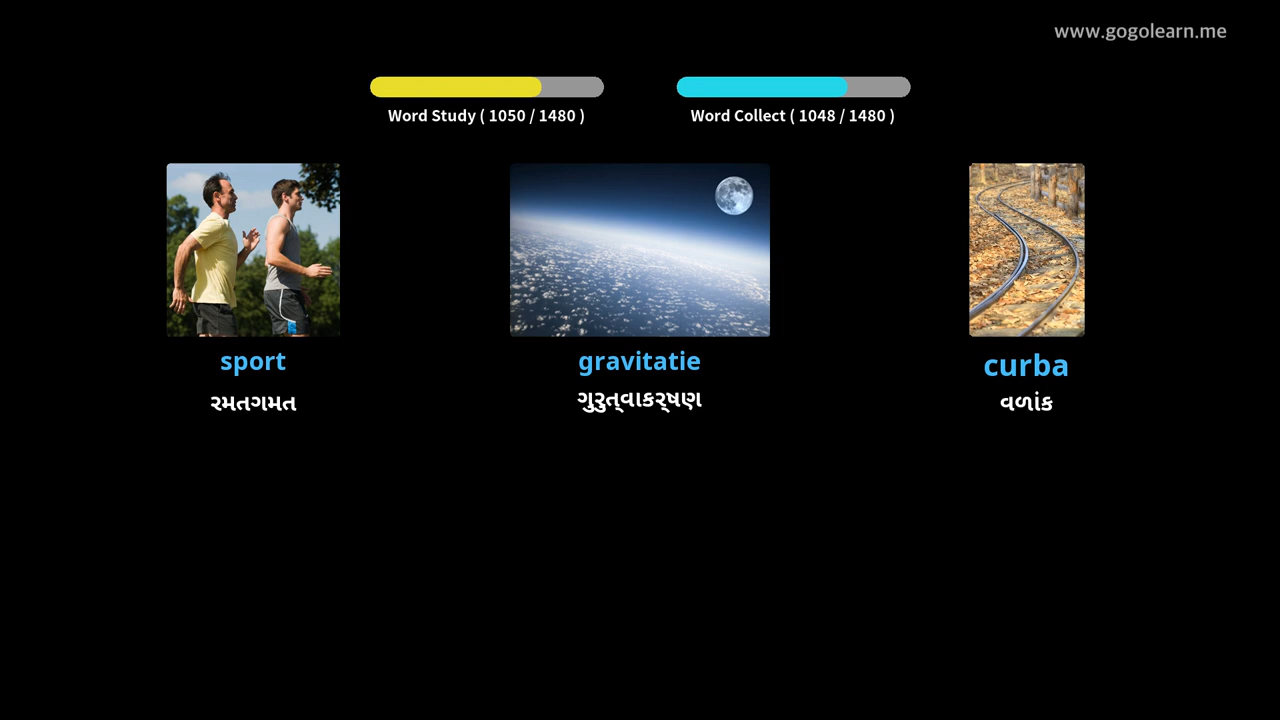 www.gogolearn.me
Word Study ( 1050 / 1480 )
Word Collect ( 1048 / 1480 )
sport
gravitatie
curba
રમતગમત
ગુરુત્વાકર્ષણ
વળાંક